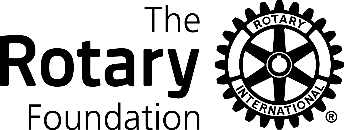 The
Rotary
Foundation
ROTARY
INTERNATIONAL
®